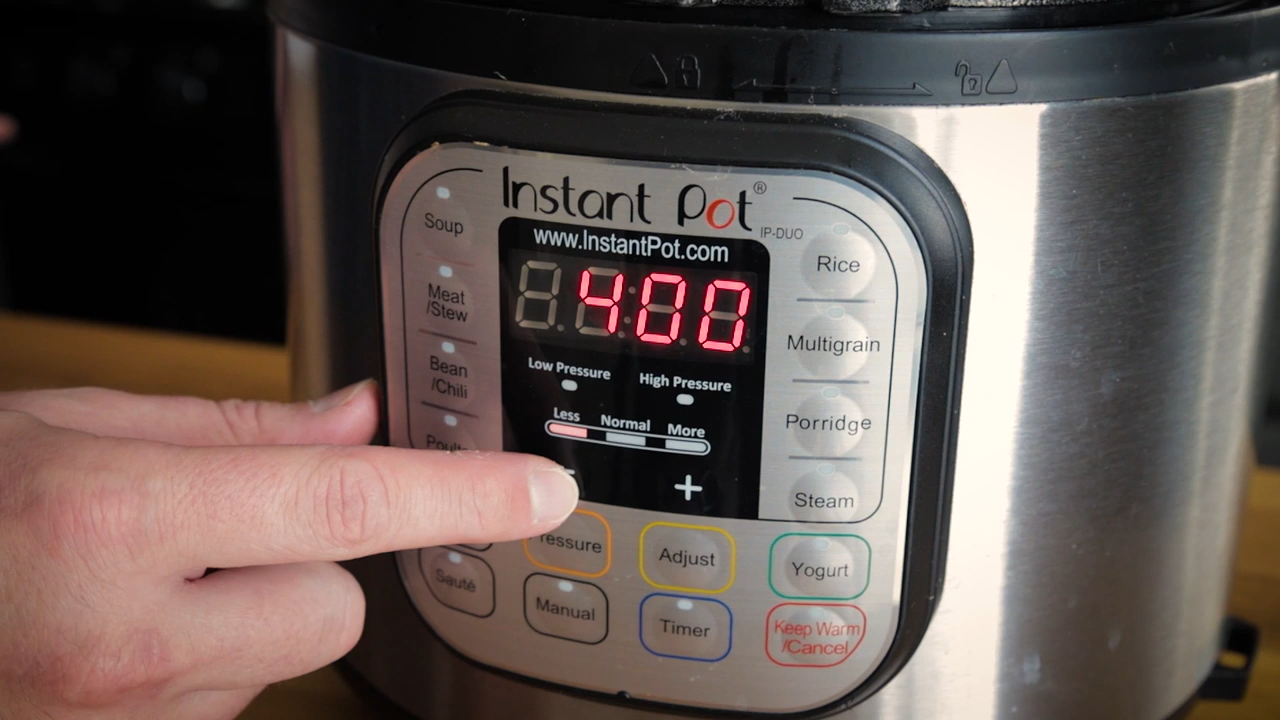 Instant Pot®
IP-DUO
www.InstantPot.com
400
Low Pressure
High Pressure
Less
Normal
More
+
Soup
Meat
/Stew
Bean
/Chili
Rice
Multigrain
Porridge
Steam
Adjust
Yogurt
Sauté
Manual
Timer
Keep Warm
/Cancel